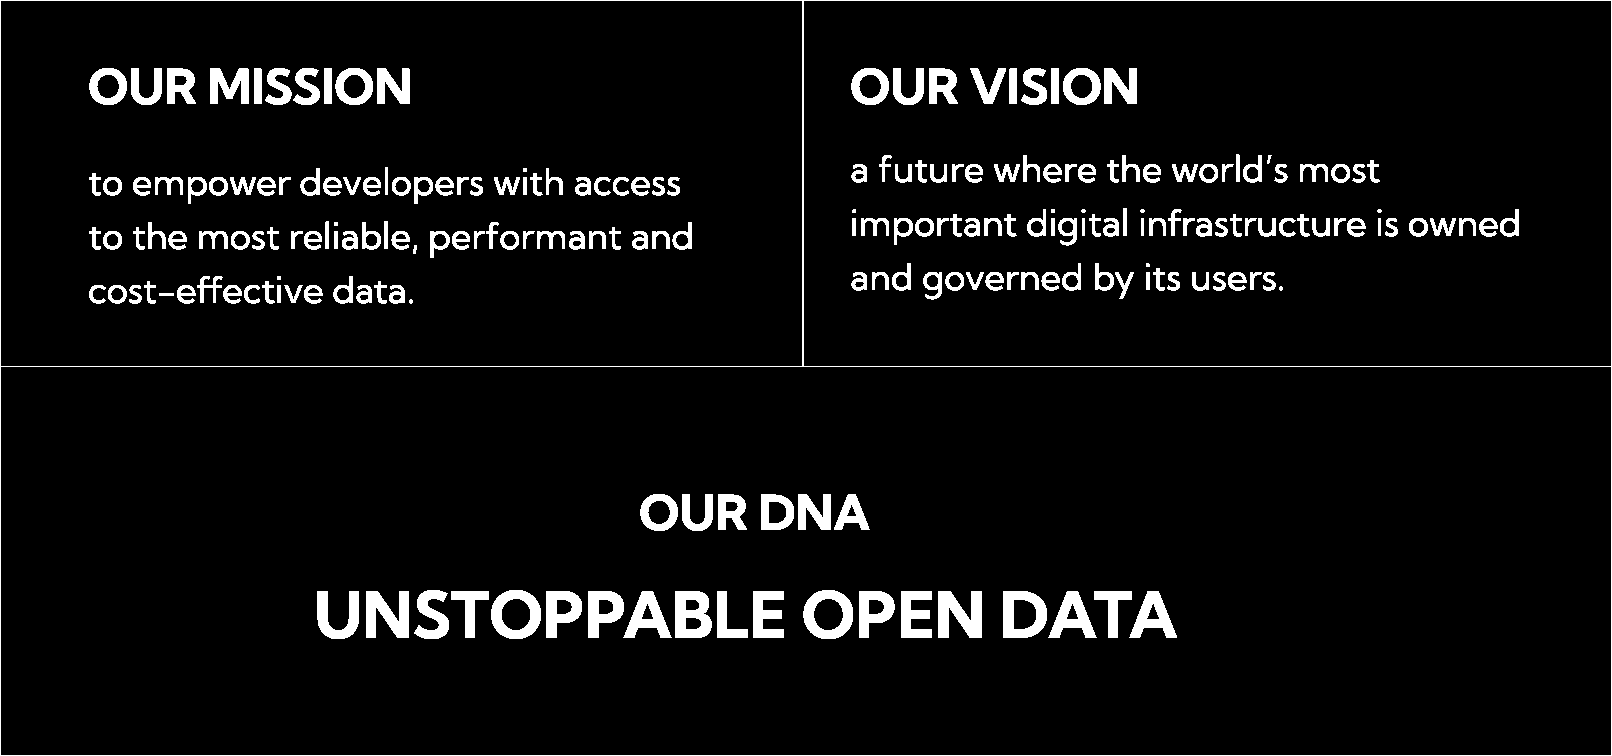 OUR MISSION
to empower developers with access
to the most reliable, performant and
cost-effective data.
OUR VISION
a future where the world’s most
important digital infrastructure is owned
and governed by its users.
OUR DNA
UNSTOPPABLE OPEN DATA